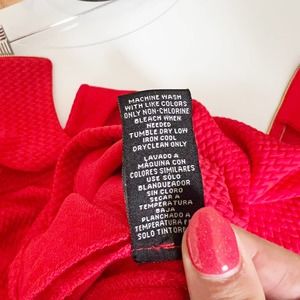 MACHINE WASH
WITH LIKE COLORS
ONLY NON-CHLORINE
BLEACH WHEN
NEEDED
TUMBLE DRY LOW
IRON COOL
DRYCLEAN ONLY
LAVADO A
MAQUINA CON
COLORES SIMILARES
USE SÓLO
BLANQUEADOR
SIN CLORO
SECAR A
TEMPERATURA
BAJA
PLANCHADO A
TEMPERATURA
SOLO TINTORE